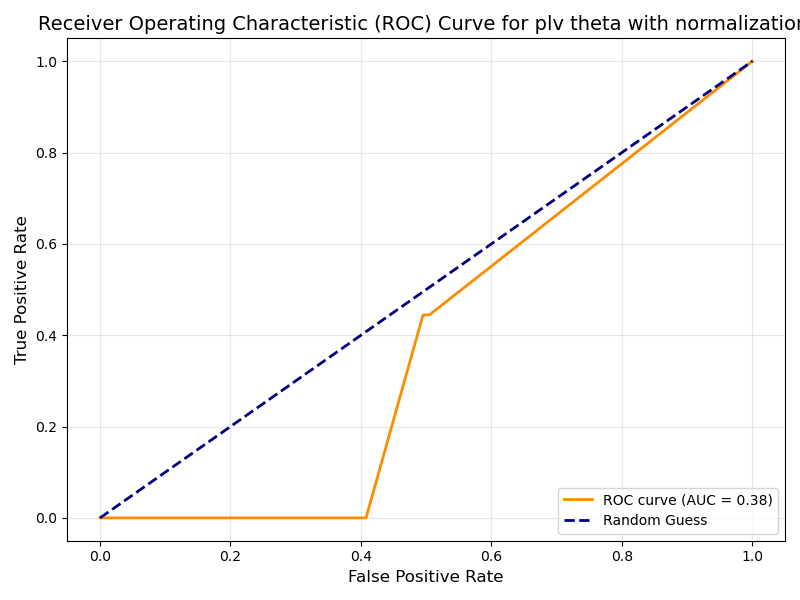 Receiver Operating Characteristic (ROC) Curve for plv theta with normalization
1.0
0.8
0.6
0.4
0.2
0.0
True Positive Rate
0.0 0.2 0.4 0.6 0.8 1.0
False Positive Rate
ROC curve (AUC = 0.38)
Random Guess